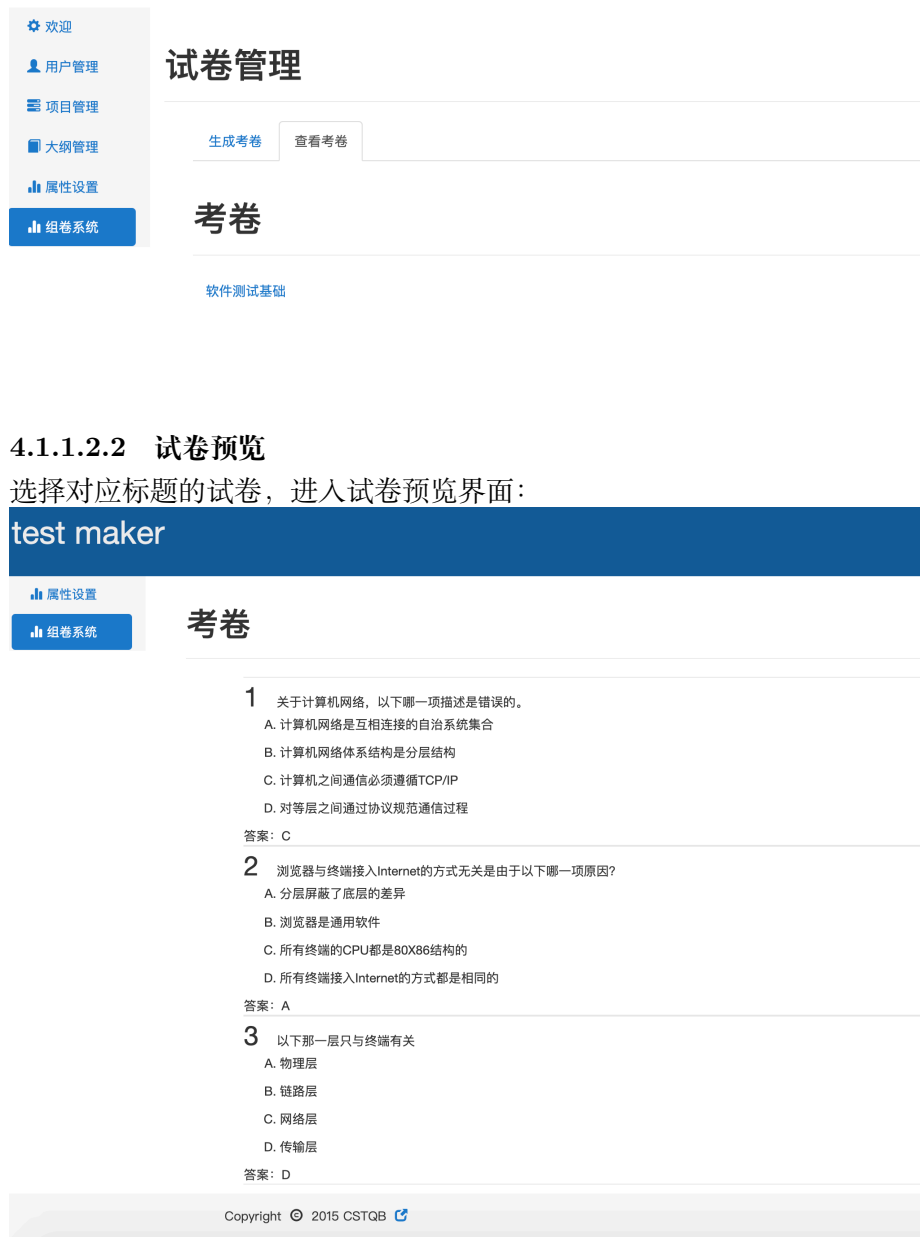 欢迎
用户管理
项目管理
大纲管理
属性设置
组卷系统
试卷管理
生成考卷 查看考卷
考卷
软件测试基础
4.1.1.2.2 试卷预览
选择对应标题的试卷，进入试卷预览界面：
test maker
属性设置
组卷系统
考卷
1 关于计算机网络，以下哪一项描述是错误的。
A. 计算机网络是互相连接的自治系统集合
B. 计算机网络体系结构是分层结构
C. 计算机之间通信必须遵循TCP/IP
D. 对等层之间通过协议规范通信过程
答案：C
2 浏览器与终端接入Internet的方式无关是由于以下哪一项原因?
A. 分层屏蔽了底层的差异
B. 浏览器是通用软件
C. 所有终端的CPU都是80X86结构的
D. 所有终端接入Internet的方式都是相同的
答案：A
3 以下那一层只与终端有关
A. 物理层
B. 链路层
C. 网络层
D. 传输层
答案：D
Copyright © 2015 CSTQB